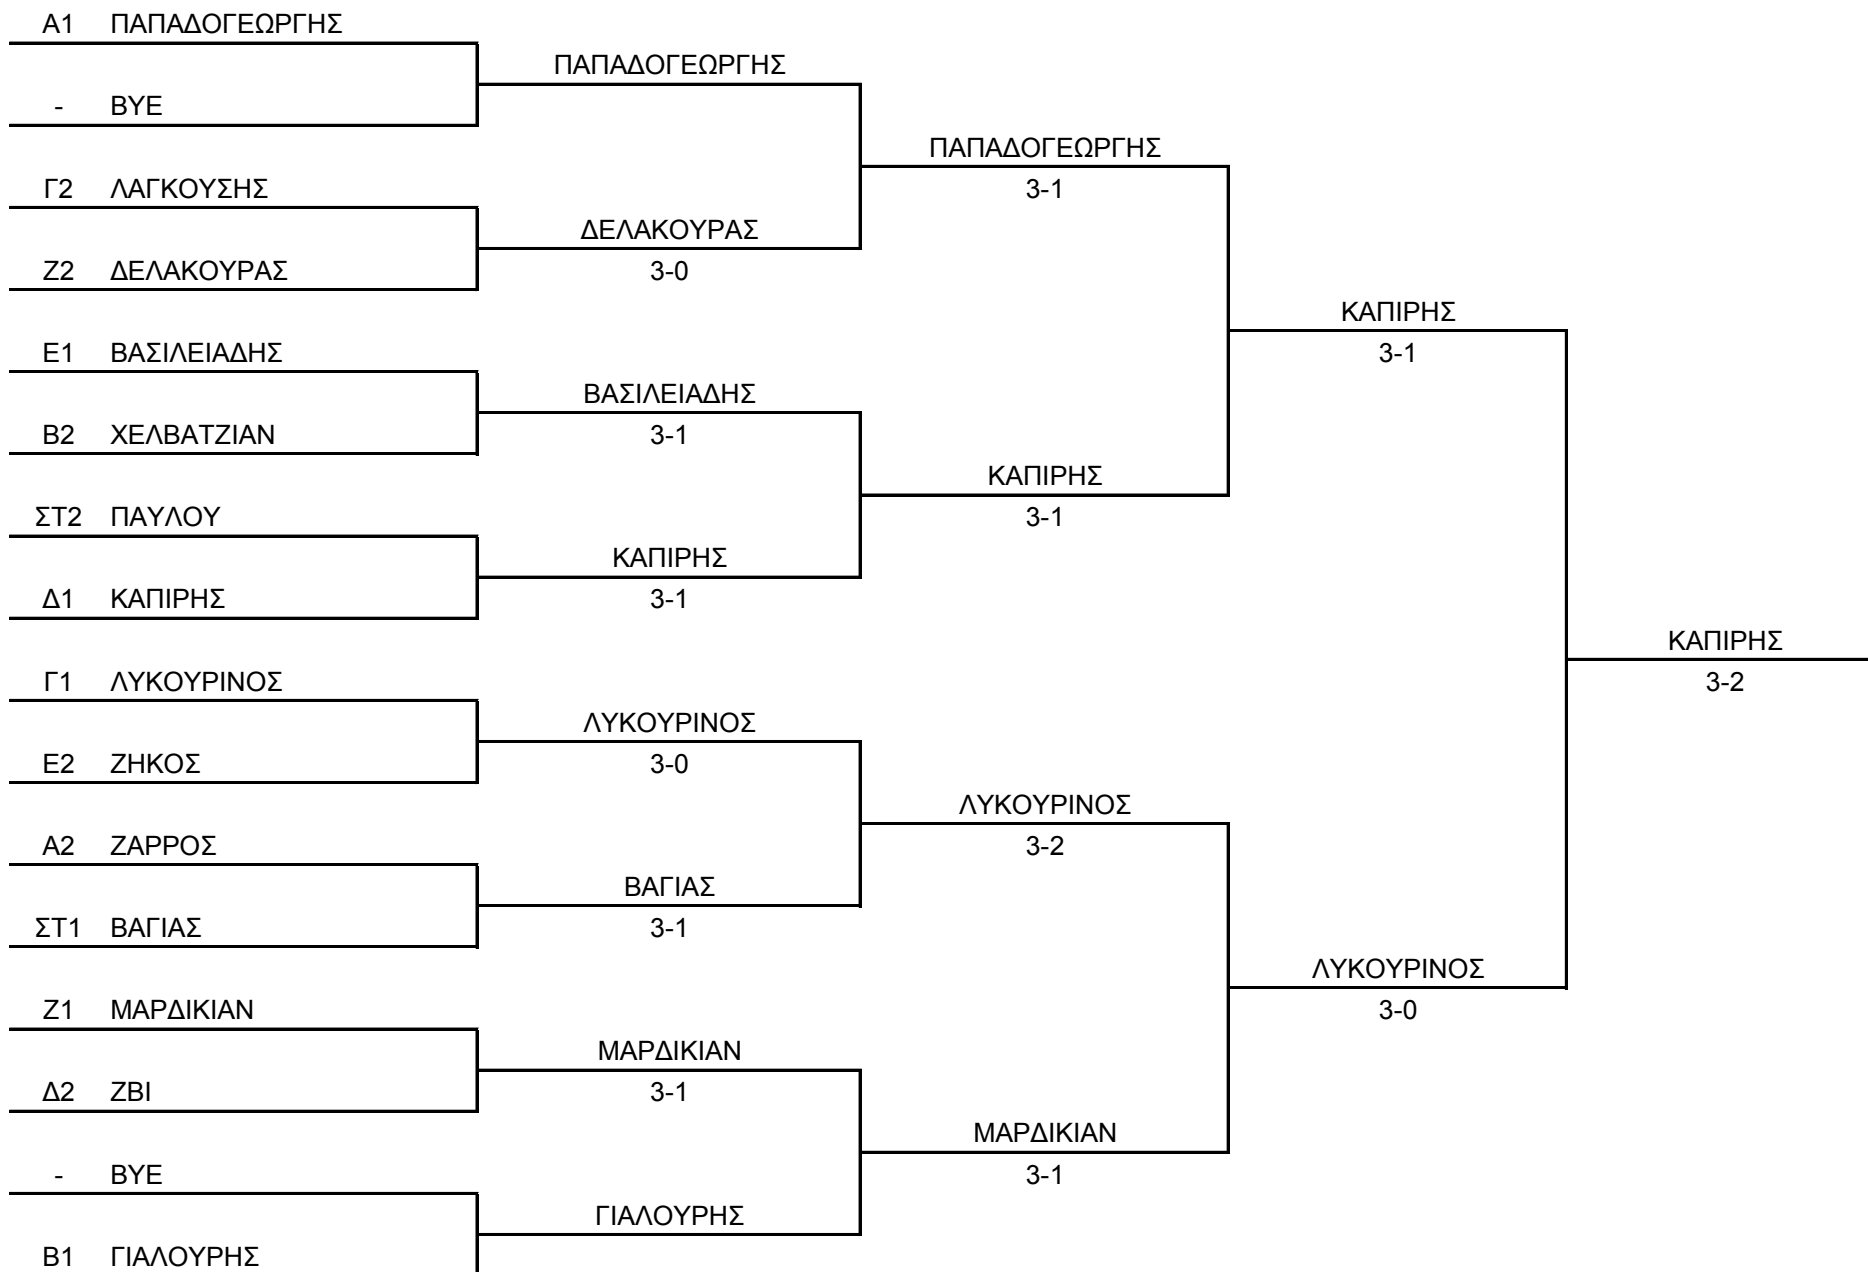 Α1 ΠΑΠΑΔΟΓΕΩΡΓΗΣ
ΠΑΠΑΔΟΓΕΩΡΓΗΣ
- BYE
ΠΑΠΑΔΟΓΕΩΡΓΗΣ
Γ2 ΛΑΓΚΟΥΣΗΣ
3-1
ΔΕΛΑΚΟΥΡΑΣ
Ζ2 ΔΕΛΑΚΟΥΡΑΣ
3-0
ΚΑΠΙΡΗΣ
Ε1 ΒΑΣΙΛΕΙΑΔΗΣ
3-1
ΒΑΣΙΛΕΙΑΔΗΣ
Β2 ΧΕΛΒΑΤΖΙΑΝ
3-1
ΚΑΠΙΡΗΣ
ΣΤ2 ΠΑΥΛΟΥ
3-1
ΚΑΠΙΡΗΣ
Δ1 ΚΑΠΙΡΗΣ
3-1
ΚΑΠΙΡΗΣ
Γ1 ΛΥΚΟΥΡΙΝΟΣ
3-2
ΛΥΚΟΥΡΙΝΟΣ
Ε2 ΖΗΚΟΣ
3-0
ΛΥΚΟΥΡΙΝΟΣ
Α2 ΖΑΡΡΟΣ
3-2
ΒΑΓΙΑΣ
ΣΤ1 ΒΑΓΙΑΣ
3-1
ΛΥΚΟΥΡΙΝΟΣ
Ζ1 ΜΑΡΔΙΚΙΑΝ
3-0
ΜΑΡΔΙΚΙΑΝ
Δ2 ΖΒΙ
3-1
ΜΑΡΔΙΚΙΑΝ
- BYE
3-1
ΓΙΑΛΟΥΡΗΣ
Β1 ΓΙΑΛΟΥΡΗΣ